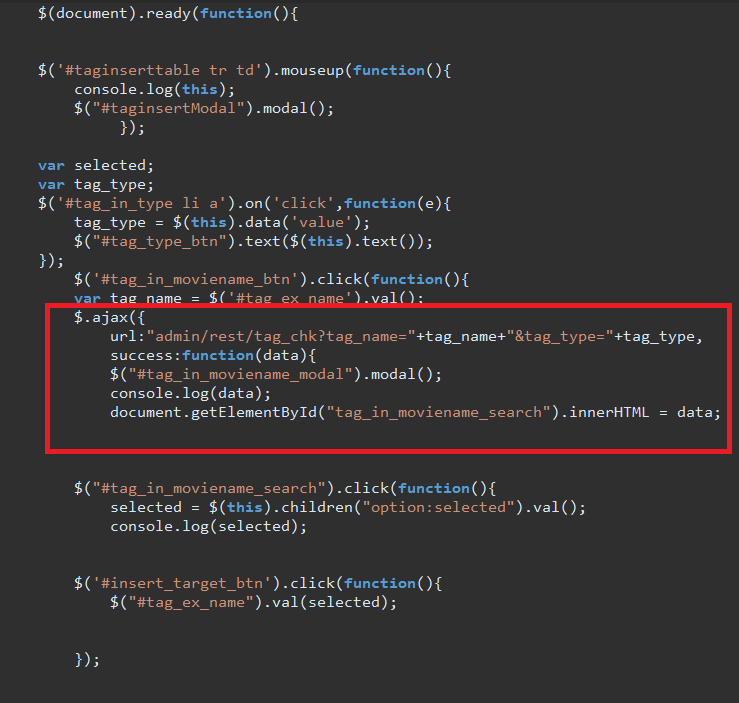 $(document).ready(function(){
$('#taginserttable tr td').mouseup(function(){
console.log(this);
$("#taginsertModal").modal();
});
var selected;
var tag_type;
$('#tag_in_type li a').on('click',function(e){
tag_type = $(this).data('value');
$("#tag_type_btn").text($(this).text());
});
$('#tag_in_moviename_btn').click(function(){
var tag_name = $('#tag_ex_name').val();
$.ajax({
url:"admin/rest/tag_chk?tag_name="+tag_name+"&tag_type="+tag_type,
success:function(data){
$("#tag_in_moviename_modal").modal();
console.log(data);
document.getElementById("tag_in_moviename_search").innerHTML = data;
$("#tag_in_moviename_search").click(function(){
selected = $(this).children("option:selected").val();
console.log(selected);
$('#insert_target_btn').click(function(){
$("#tag_ex_name").val(selected);
});